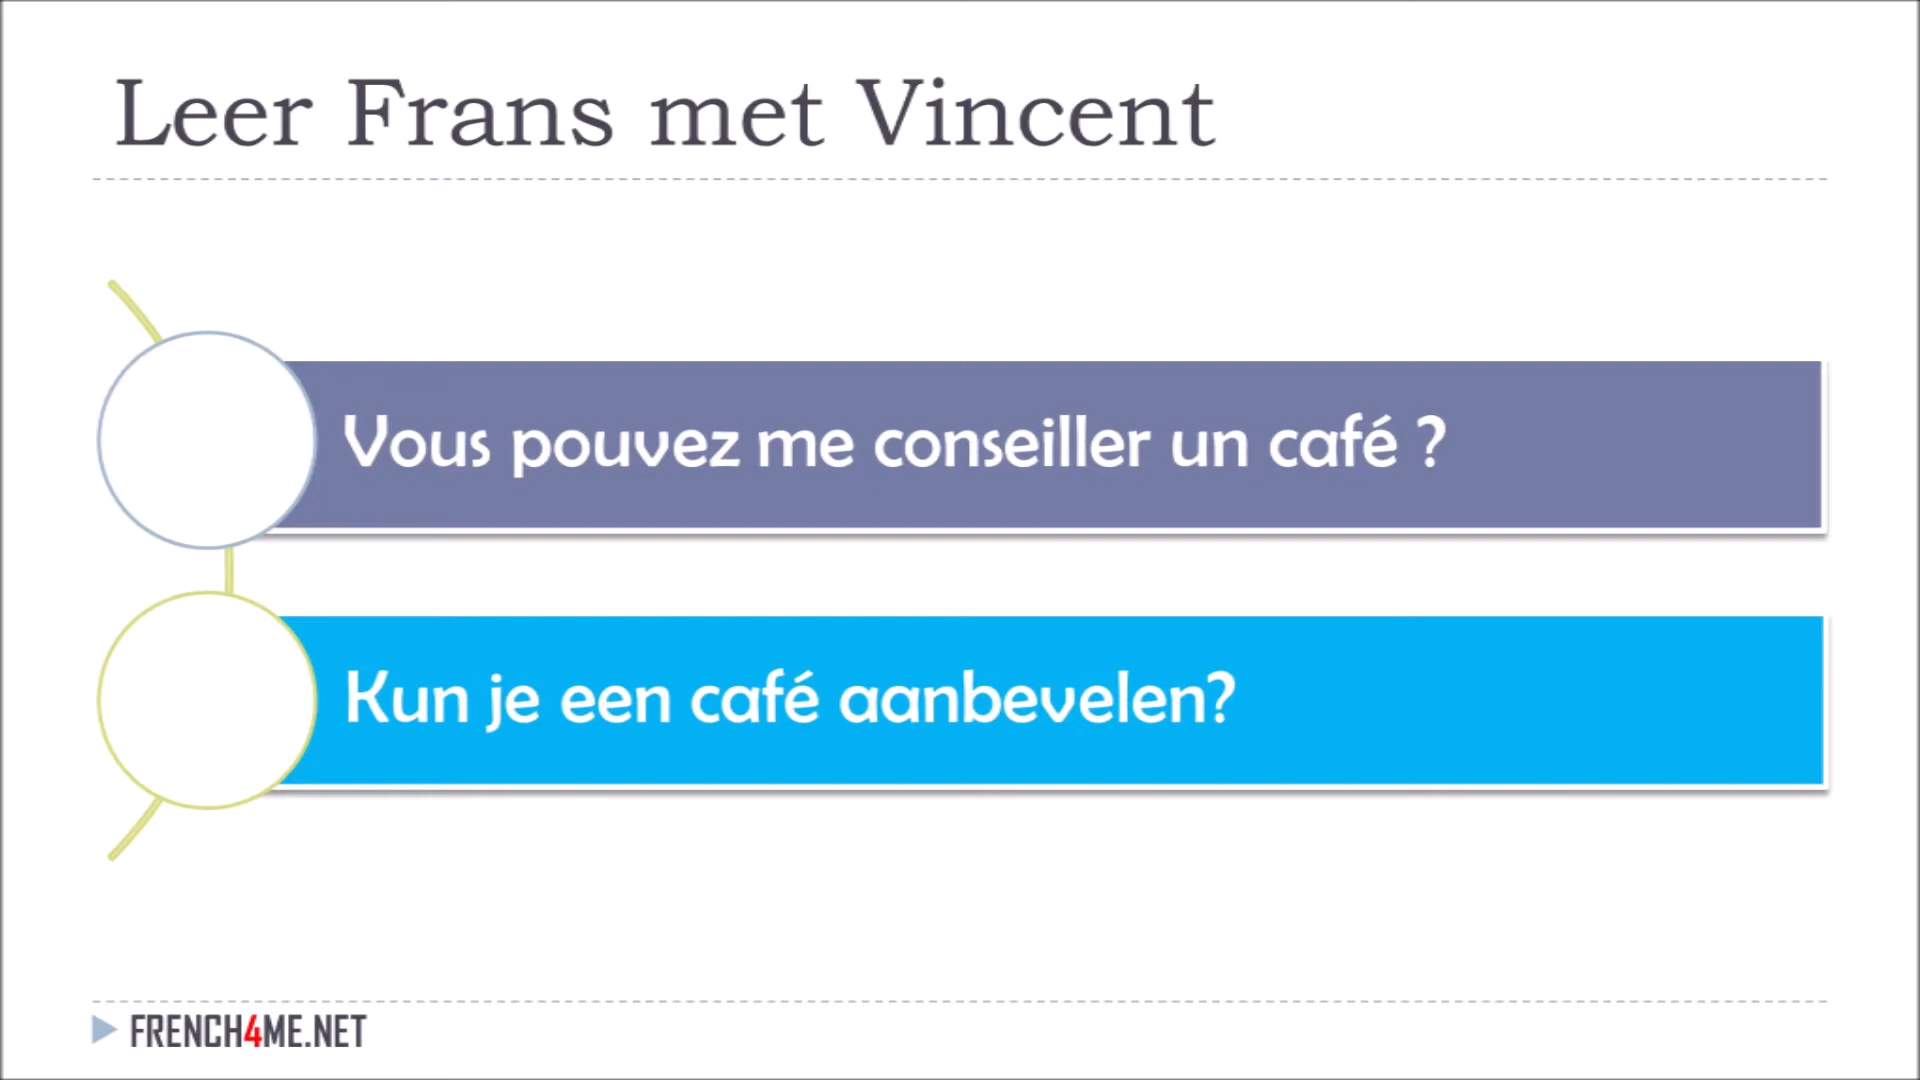 Leer Frans met Vincent
Vous pouvez me conseiller un café ?
Kun je een café aanbevelen?
FRENCH4ME.NET